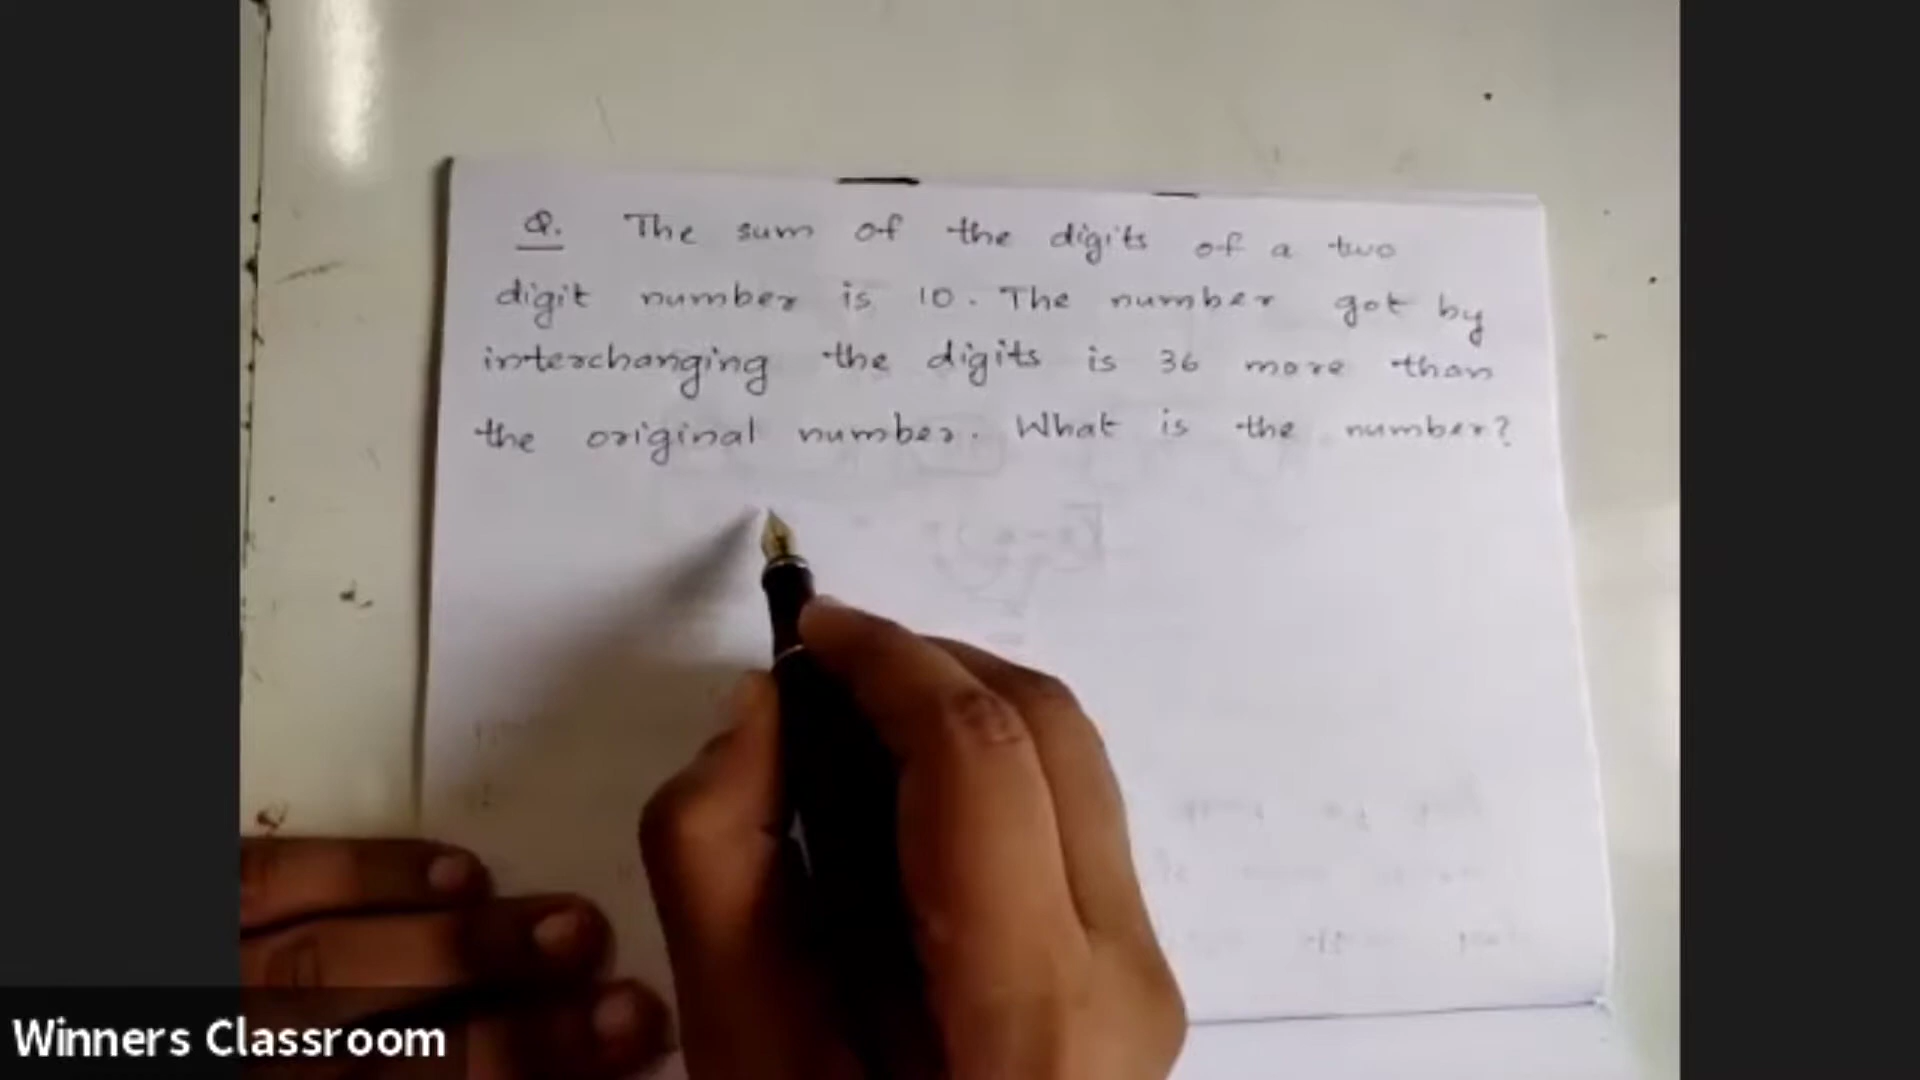 Q. The sum of the digits of a two
digit number is 10. The number got by
interchanging the digits is 36 more than
the original number. What is the number?
Winners Classroom